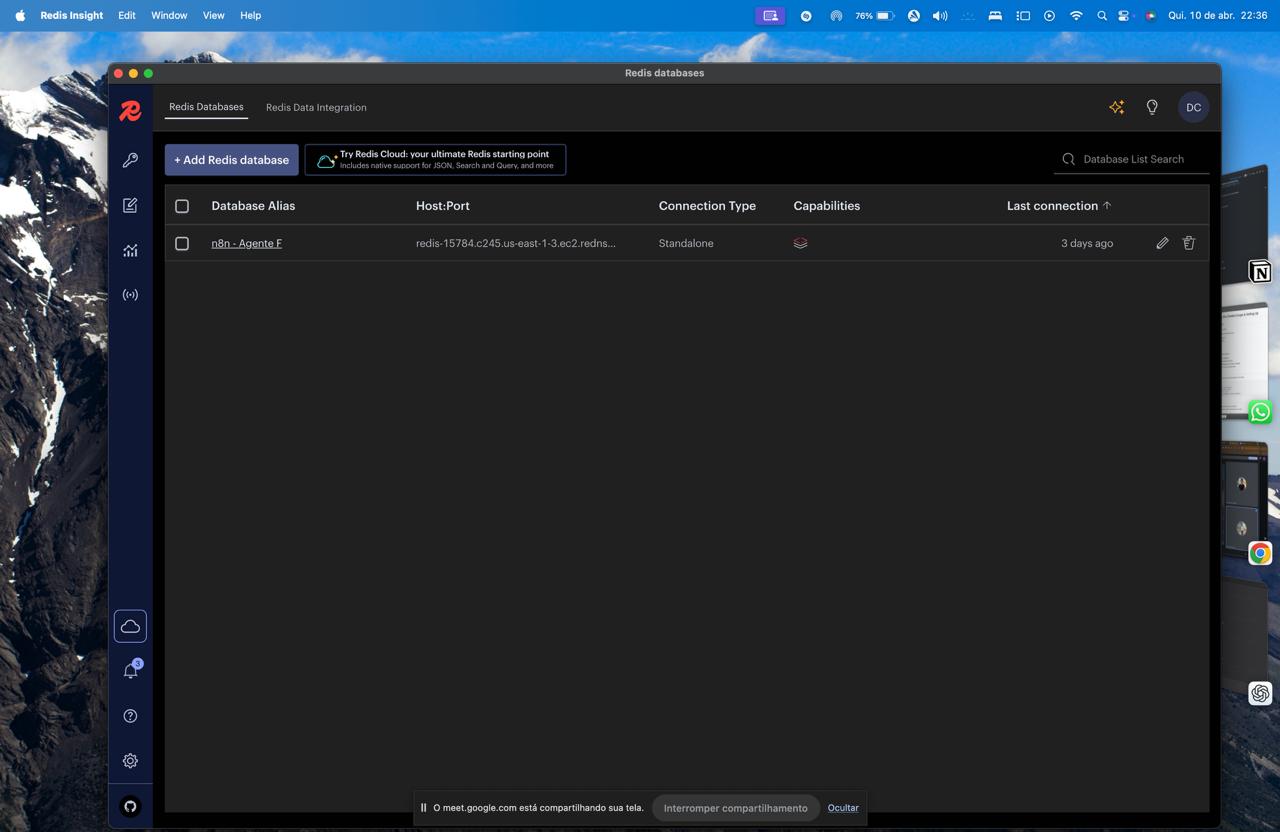 Redis Insight Edit Window View Help 76% Qui. 10 de abr. 22:36
Redis databases
Redis Databases Redis Data Integration DC
+ Add Redis database
Try Redis Cloud: your ultimate Redis starting point
Includes native support for JSON, Search and Query, and more
Database List Search
Database Alias Host:Port Connection Type Capabilities Last connection
n8n - Agente F redis-15784.c245.us-east-1-3.ec2.redns... Standalone 3 days ago
3
O meet.google.com está compartilhando sua tela. Interromper compartilhamento Ocultar